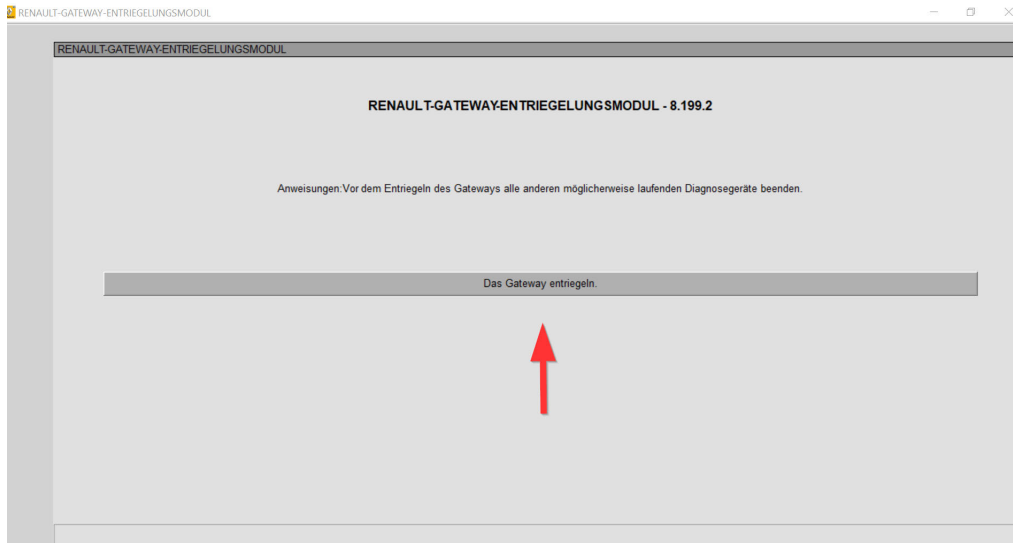 RENAULT-GATEWAY-ENTRIEGELUNGSMODUL
RENAULT-GATEWAY-ENTRIEGELUNGSMODUL
RENAULT-GATEWAY-ENTRIEGELUNGSMODUL - 8.199.2
Anweisungen:Vor dem Entriegeln des Gateways alle anderen möglicherweise laufenden Diagnosegeräte beenden.
Das Gateway entriegeln.